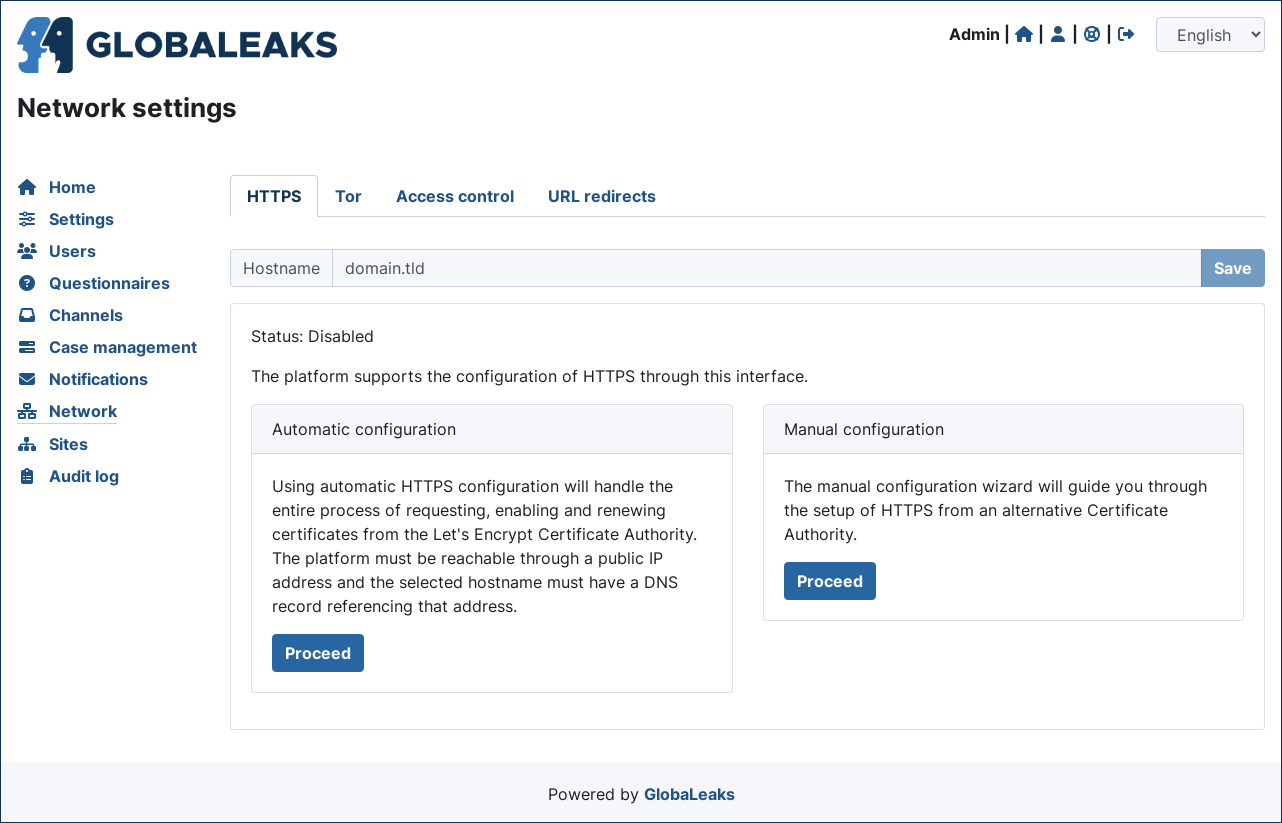 GLOBALEAKS
Admin | | | |
English
Network settings
Home
Settings
Users
Questionnaires
Channels
Case management
Notifications
Network
Sites
Audit log
HTTPS Tor Access control URL redirects
Hostname domain.tld Save
Status: Disabled
The platform supports the configuration of HTTPS through this interface.
Automatic configuration
Using automatic HTTPS configuration will handle the
entire process of requesting, enabling and renewing
certificates from the Let's Encrypt Certificate Authority.
The platform must be reachable through a public IP
address and the selected hostname must have a DNS
record referencing that address.
Proceed
Manual configuration
The manual configuration wizard will guide you through
the setup of HTTPS from an alternative Certificate
Authority.
Proceed
Powered by GlobaLeaks